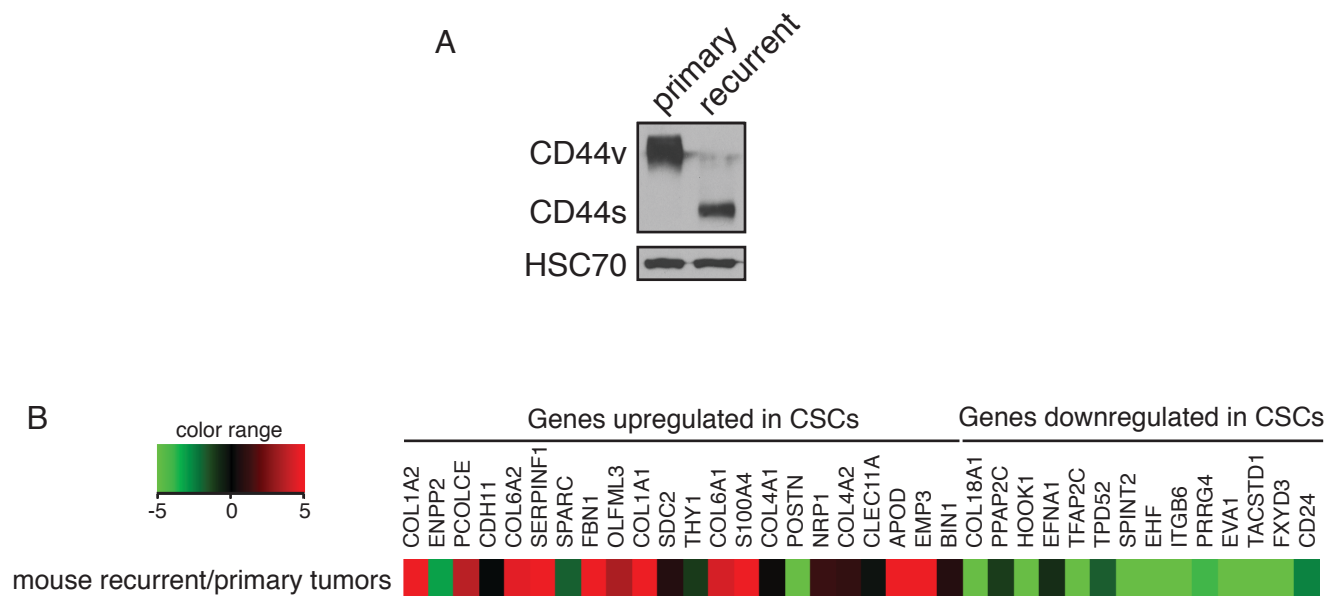 A
primary
recurrent
CD44v
CD44s
HSC70
B
color range
-5 0 5
Genes upregulated in CSCs
Genes downregulated in CSCs
COL1A2
ENPP2
PCOLCE
CDH11
COL6A2
SERPINF1
SPARC
FBN1
OLFML3
COL1A1
SDC2
THY1
COL6A1
S100A4
COL4A1
POSTN
NRP1
COL4A2
CLEC11A
APOD
EMP3
BIN1
COL18A1
PPAP2C
HOOK1
EFNA1
TFAP2C
TPD52
SPINT2
EHF
ITGB6
PRRG4
EVA1
TACSTD1
FXYD3
CD24
mouse recurrent/primary tumors